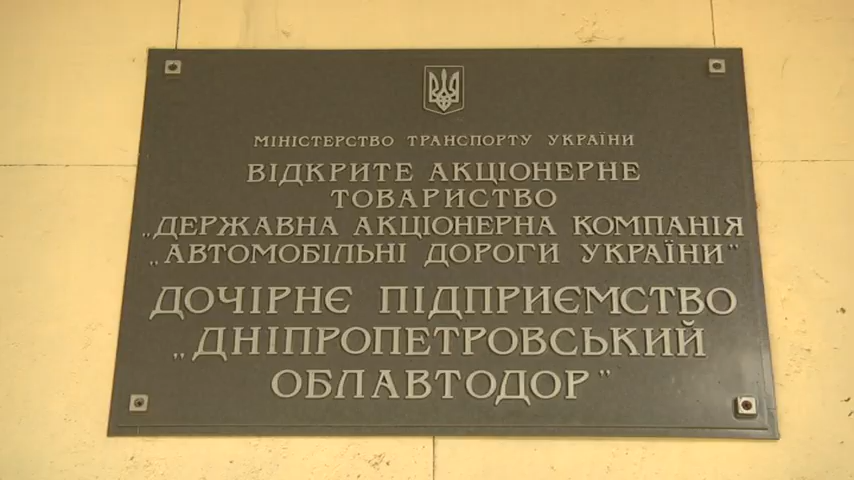 МІНІСТЕРСТВО ТРАНСПОРТУ УКРАЇНИ
ВІДКРИТЕ АКЦІОНЕРНЕ
ТОВАРИСТВО
„ДЕРЖАВНА АКЦІОНЕРНА КОМПАНІЯ
„АВТОМОБІЛЬНІ ДОРОГИ УКРАЇНИ"
ДОЧІРНЄ ПІДПРИЄМСТВО
„ДНІПРОПЕТРОВСЬКИЙ
ОБЛАВТОДОР"